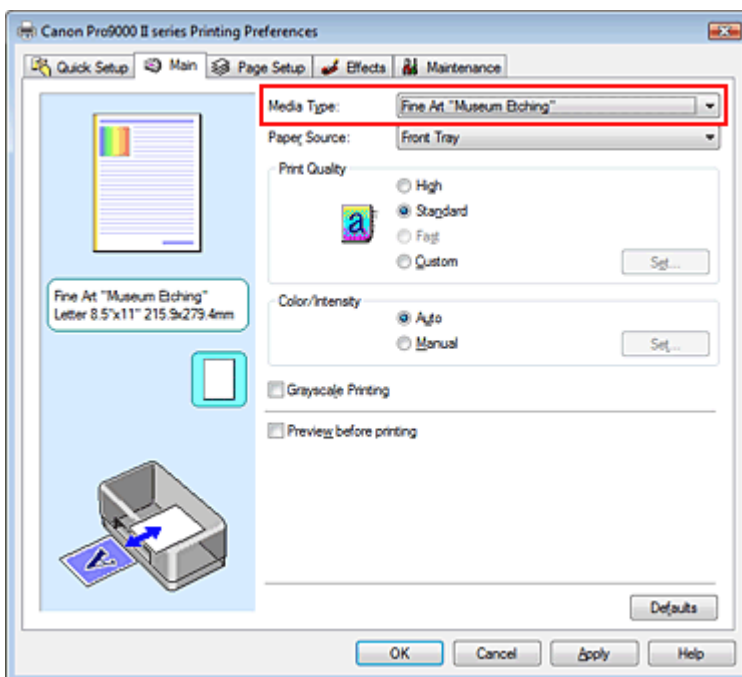 Canon Pro9000 II series Printing Preferences
Quick Setup Main Page Setup Effects Maintenance
Media Type: Fine Art "Museum Etching"
Paper Source: Front Tray
Print Quality
High
Standard
Fast
Custom Set...
Fine Art "Museum Etching"
Letter 8.5"x11" 215.9x279.4mm
Color/Intensity
Auto
Manual Set...
Grayscale Printing
Preview before printing
Defaults
OK Cancel Apply Help